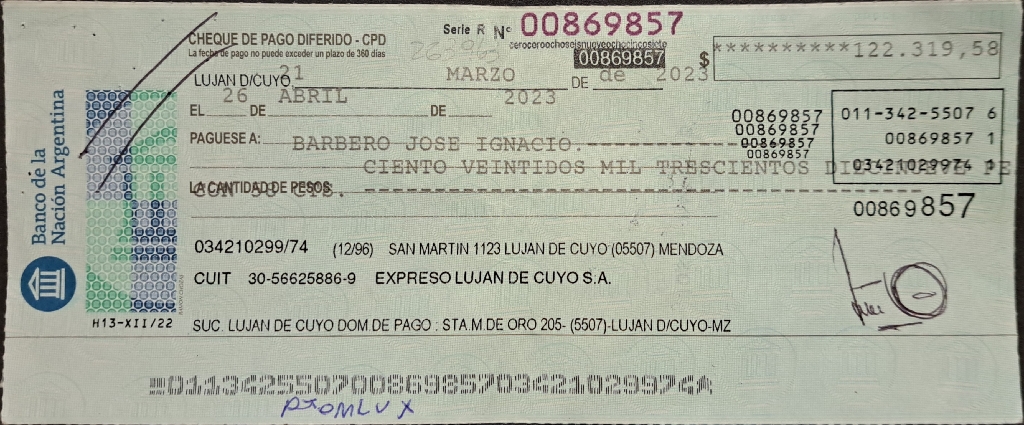 CHEQUE DE PAGO DIFERIDO - CPD
La fecha de pago no puede exceder un plazo de 360 días
Serie R Nº 00869857
ceroceroochoseisnueveochocincosiete
00869857
$ **********122.319,58
LUJAN D/CUYO 21 MARZO DE de 2023
EL 26 DE ABRIL DE 2023
PAGUESE A: BARBERO JOSE IGNACIO.
00869857
00869857
00869857
00869857
011-342-5507 6
00869857 1
03421029974 1
CIENTO VEINTIDOS MIL TRESCIENTOS DIECINUEVE PE
LA CANTIDAD DE PESOS
CON 58 CTS.
00869857
Banco de la
Nación Argentina
034210299/74 (12/96) SAN MARTIN 1123 LUJAN DE CUYO (05507) MENDOZA
CUIT 30-56625886-9 EXPRESO LUJAN DE CUYO S.A.
H13-XII/22
SUC. LUJAN DE CUYO DOM.DE PAGO : STA.M.DE ORO 205- (5507)-LUJAN D/CUYO-MZ
01134255070086985703421029974